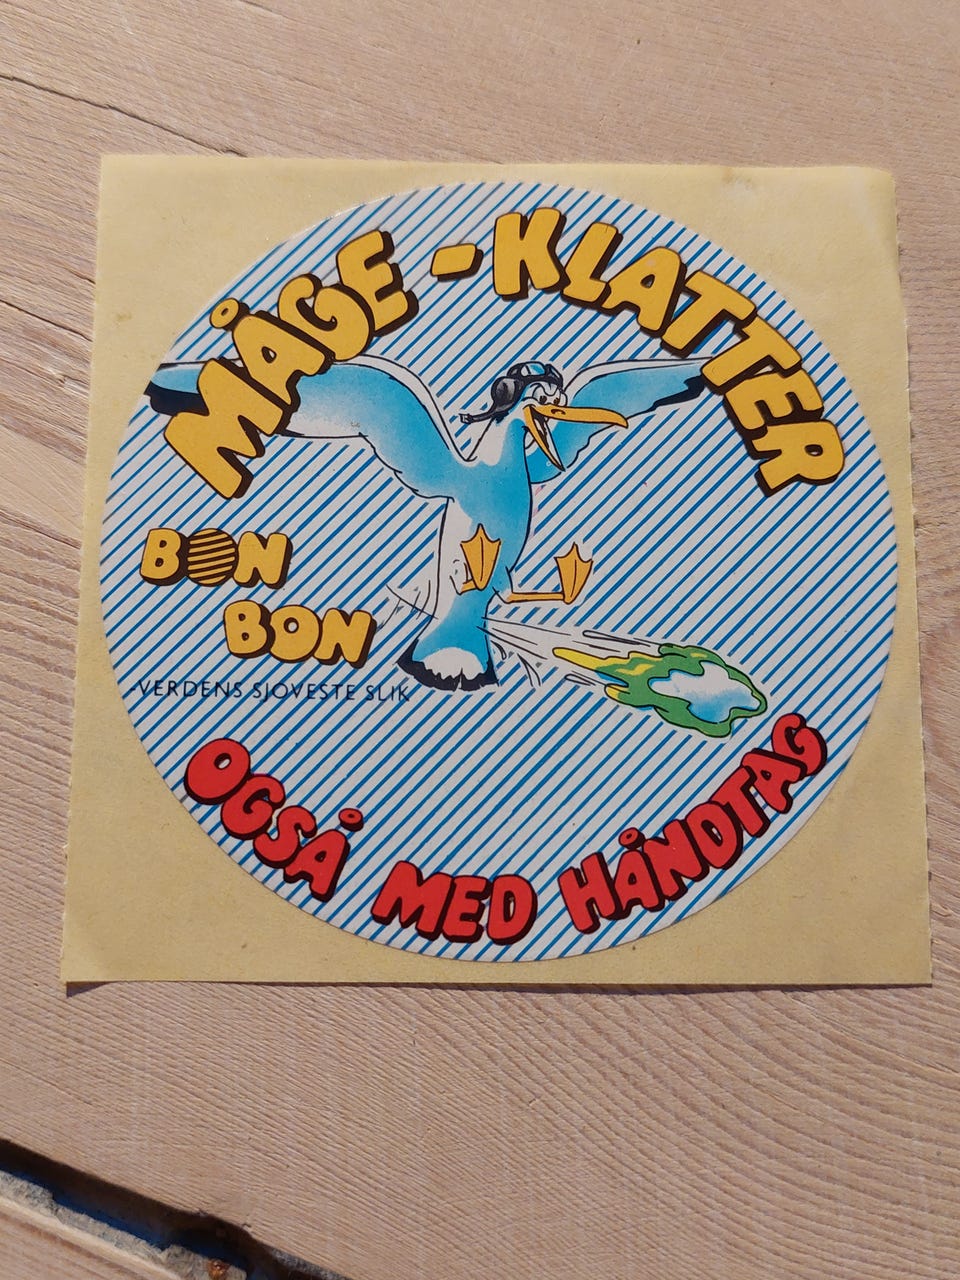 MÅGE-KLATTER
BON
BON
-VERDENS SJOVESTE SLIK
OGSÅ MED HÅNDTAG